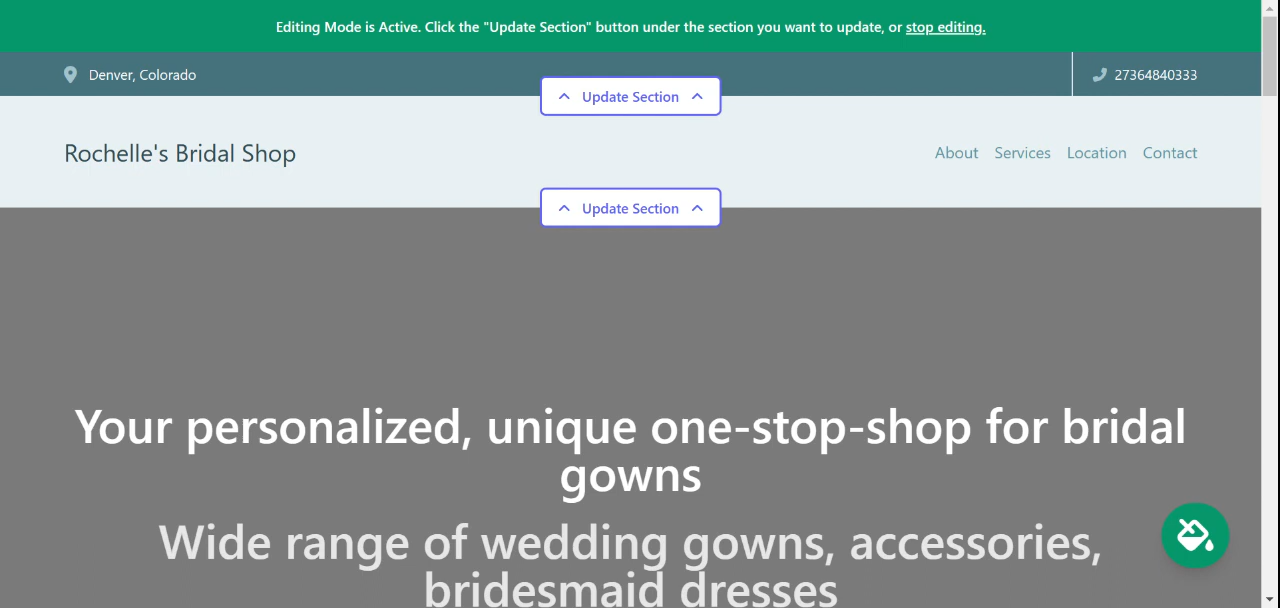 Editing Mode is Active. Click the "Update Section" button under the section you want to update, or stop editing.
Denver, Colorado
27364840333
Update Section
Rochelle's Bridal Shop
About Services Location Contact
Update Section
Your personalized, unique one-stop-shop for bridal
gowns
Wide range of wedding gowns, accessories,
bridesmaid dresses